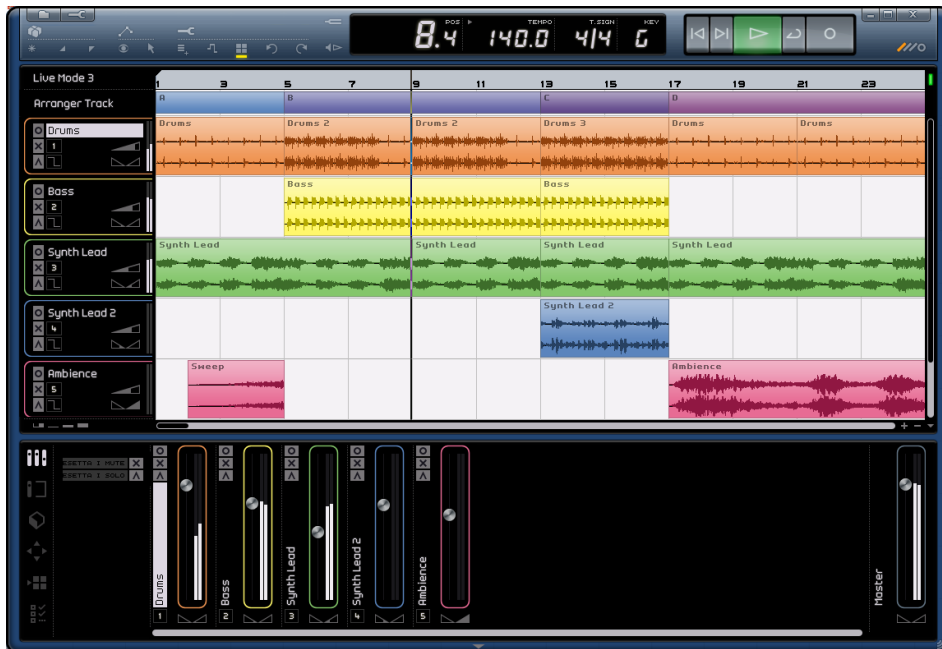 POS TEMPO T.SIGN KEY
8.4 140.0 4/4 G
Live Mode 3
1 3 5 7 9 11 13 15 17 19 21 23
Arranger Track
A B C D
Drums
1
Drums Drums 2 Drums 2 Drums 3 Drums Drums
Bass
2
Bass Bass
Synth Lead
3
Synth Lead Synth Lead Synth Lead Synth Lead
Synth Lead 2
4
Synth Lead 2
Ambience
5
Sweep Ambience
ESETTA I MUTE
ESETTA I SOLO
Drums
Bass
Synth Lead
Synth Lead 2
Ambience
Master
1 2 3 4 5